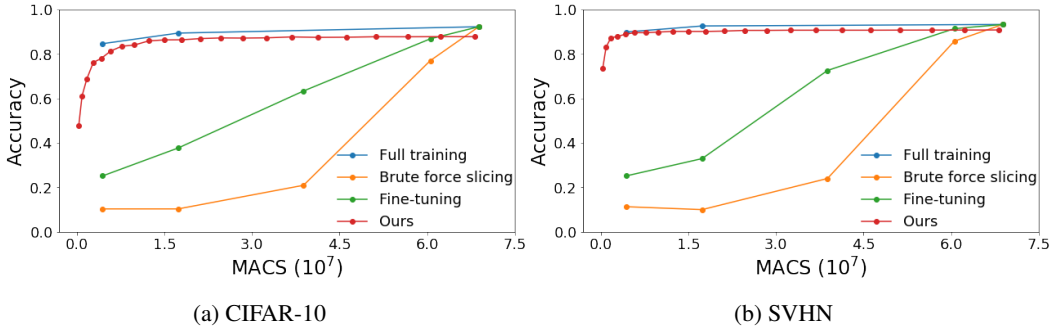 1.0
0.8
0.6
0.4
0.2
0.0
Accuracy
Full training
Brute force slicing
Fine-tuning
Ours
0.0 1.5 3.0 4.5 6.0 7.5
MACS (10⁷)
(a) CIFAR-10
1.0
0.8
0.6
0.4
0.2
0.0
Accuracy
Full training
Brute force slicing
Fine-tuning
Ours
0.0 1.5 3.0 4.5 6.0 7.5
MACS (10⁷)
(b) SVHN